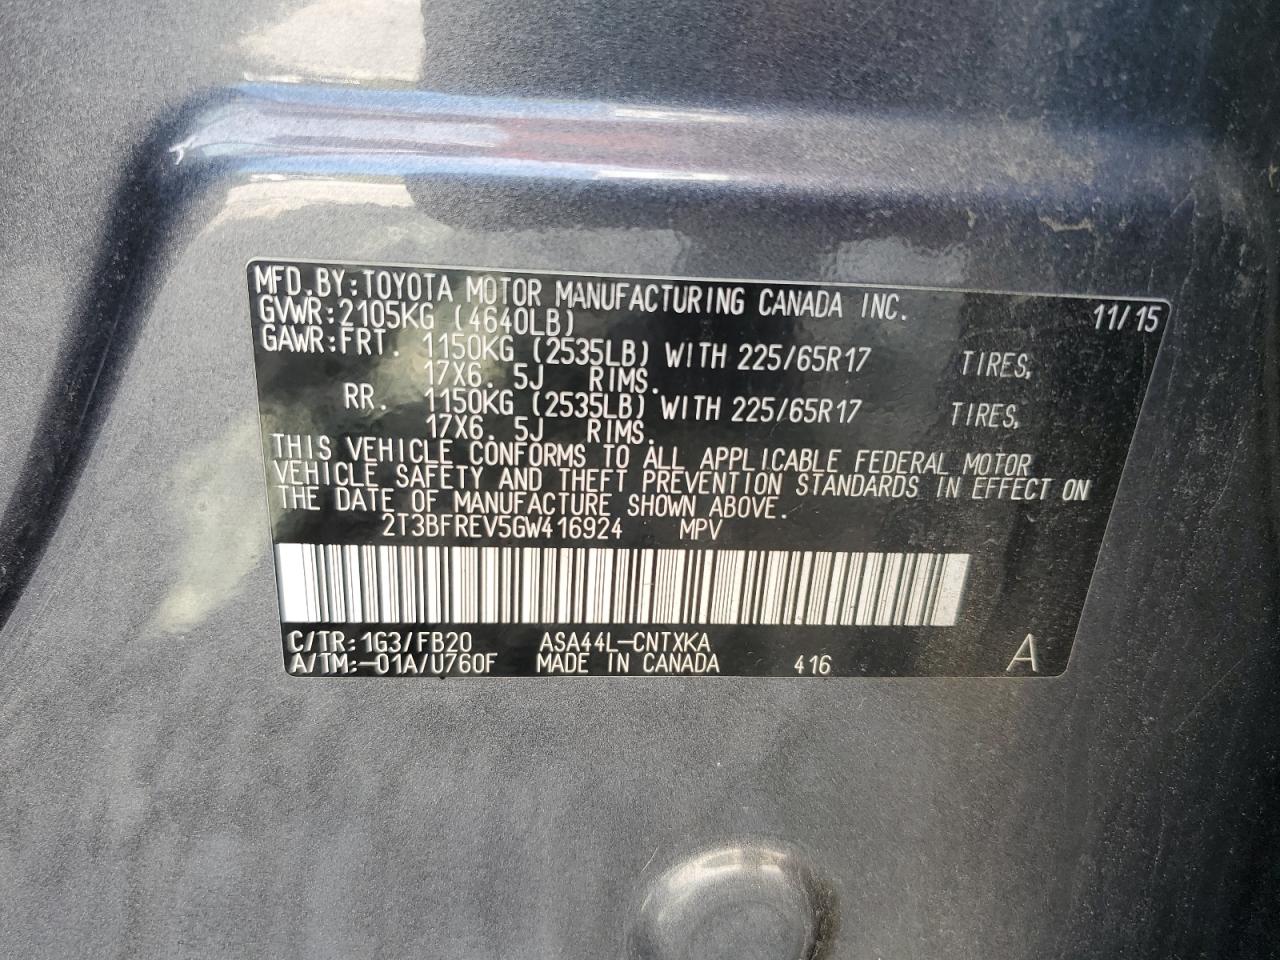 MFD.BY:TOYOTA MOTOR MANUFACTURING CANADA INC. 11/15
GVWR:2105KG (4640LB)
GAWR:FRT. 1150KG (2535LB) WITH 225/65R17 TIRES,
17X6. 5J RIMS.
RR. 1150KG (2535LB) WITH 225/65R17 TIRES,
17X6. 5J RIMS.
THIS VEHICLE CONFORMS TO ALL APPLICABLE FEDERAL MOTOR
VEHICLE SAFETY AND THEFT PREVENTION STANDARDS IN EFFECT ON
THE DATE OF MANUFACTURE SHOWN ABOVE.
2T3BFREV5GW416924 MPV
C/TR:1G3/FB20 ASA44L-CNTXKA
A/TM:-01A/U760F MADE IN CANADA 416 A